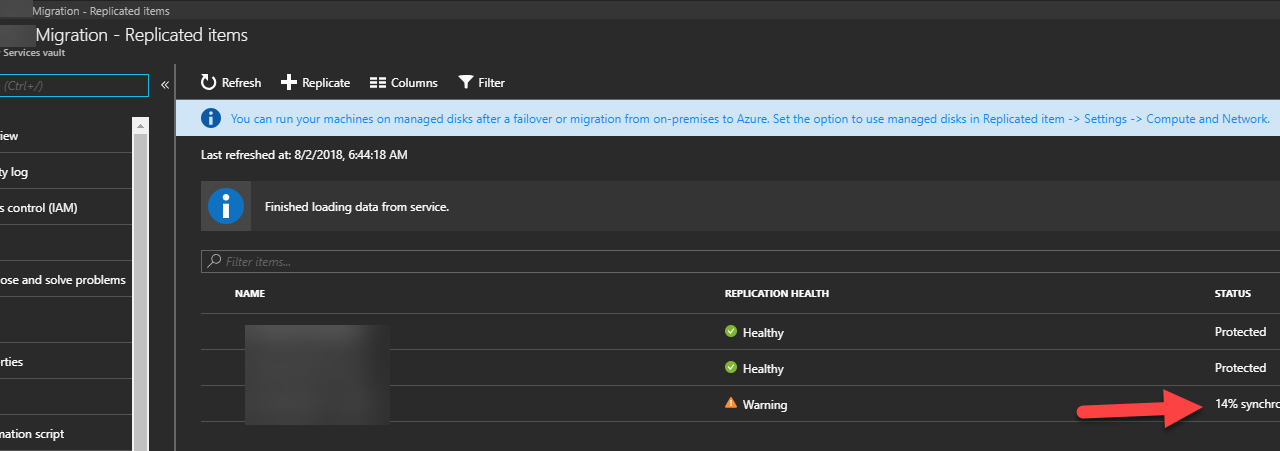 Migration - Replicated items
Migration - Replicated items
Services vault
(Ctrl+/)
Refresh Replicate Columns Filter
You can run your machines on managed disks after a failover or migration from on-premises to Azure. Set the option to use managed disks in Replicated item -> Settings -> Compute and Network.
view
ty log
s control (IAM)
ose and solve problems
rties
mation script
Last refreshed at: 8/2/2018, 6:44:18 AM
Finished loading data from service.
Filter items...
NAME REPLICATION HEALTH STATUS
Healthy Protected
Healthy Protected
Warning 14% synchro